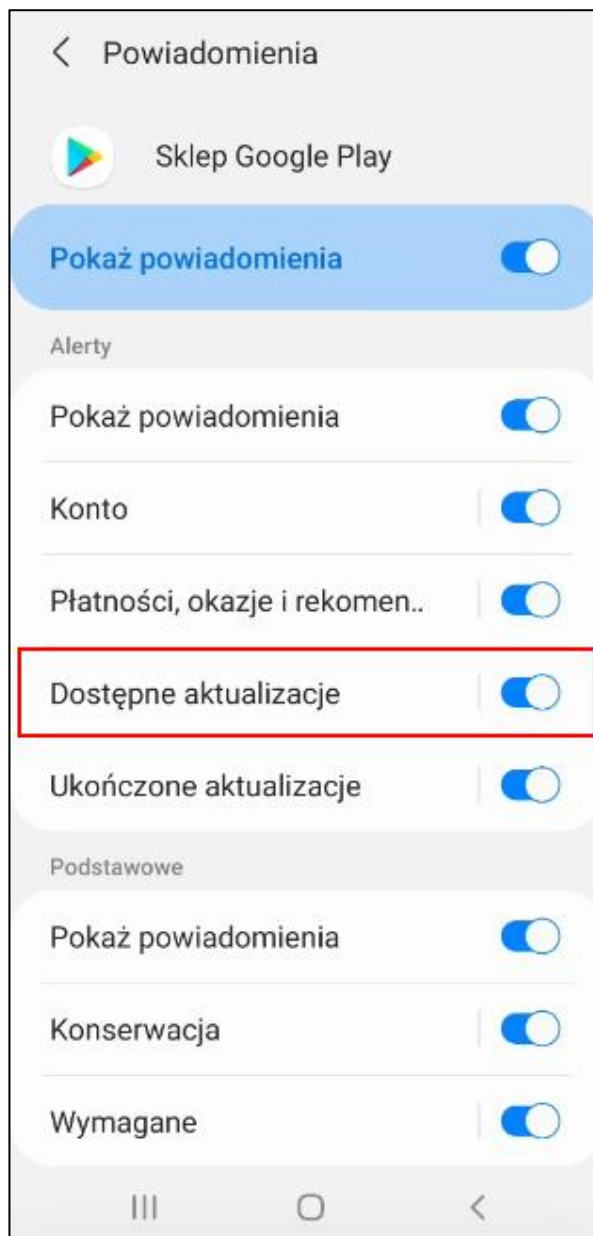 Powiadomienia
Sklep Google Play
Pokaż powiadomienia
Alerty
Pokaż powiadomienia
Konto
Płatności, okazje i rekomen..
Dostępne aktualizacje
Ukończone aktualizacje
Podstawowe
Pokaż powiadomienia
Konserwacja
Wymagane